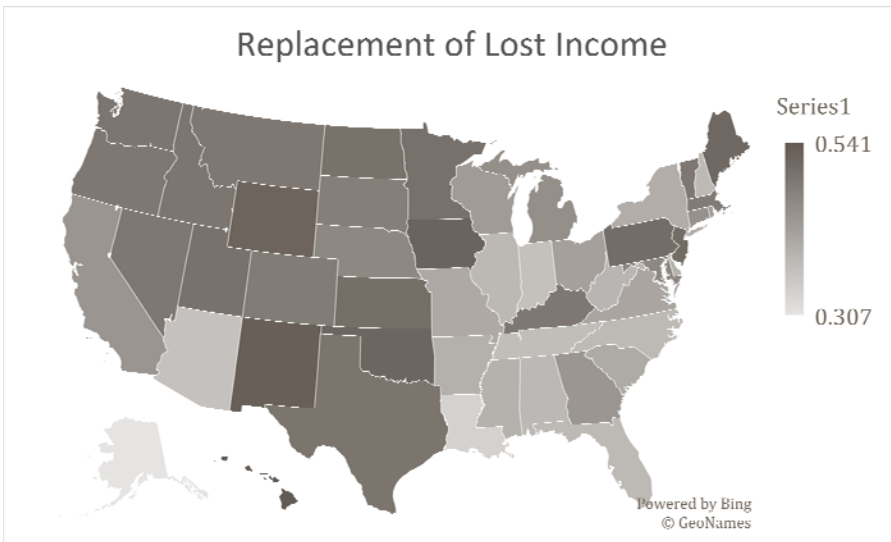 Replacement of Lost Income
Series1
0.541
0.307
Powered by Bing
© GeoNames